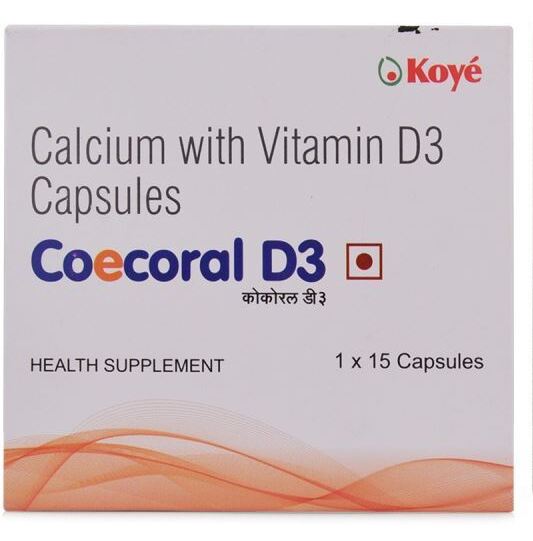 Koyé
Calcium with Vitamin D3
Capsules
Coecoral D3
कोकोरल डी३
HEALTH SUPPLEMENT
1 x 15 Capsules